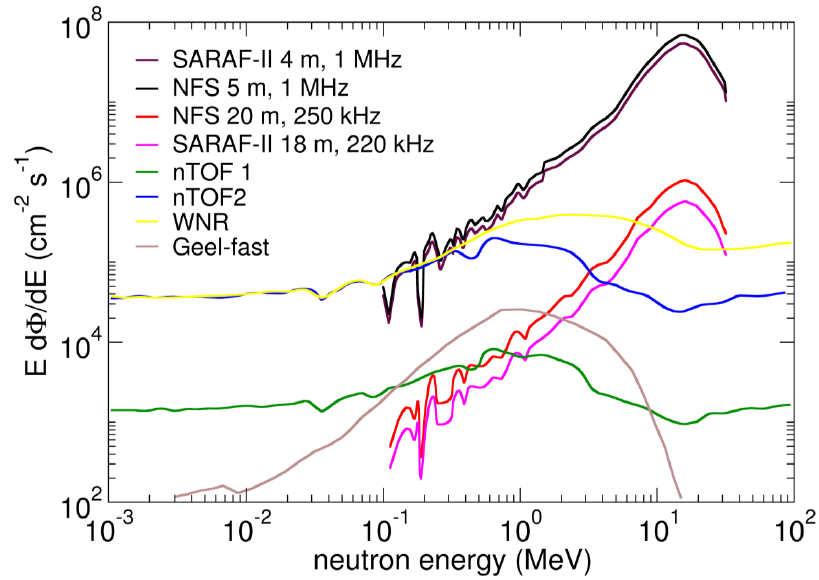 10^8
SARAF-II 4 m, 1 MHz
NFS 5 m, 1 MHz
NFS 20 m, 250 kHz
SARAF-II 18 m, 220 kHz
nTOF 1
nTOF2
WNR
Geel-fast
10^6
10^4
10^2
E dΦ/dE (cm^-2 s^-1)
10^-3 10^-2 10^-1 10^0 10^1 10^2
neutron energy (MeV)